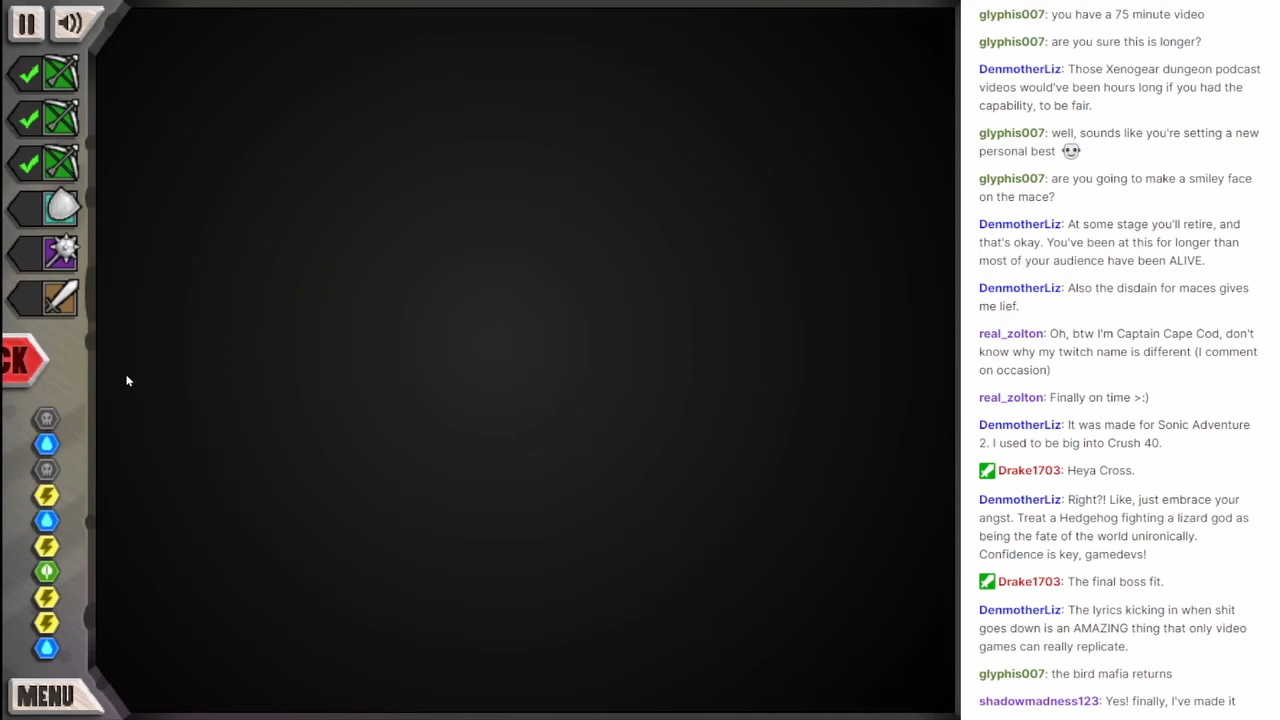 glyphis007: you have a 75 minute video
glyphis007: are you sure this is longer?
DenmotherLiz: Those Xenogear dungeon podcast
videos would've been hours long if you had the
capability, to be fair.
glyphis007: well, sounds like you're setting a new
personal best
glyphis007: are you going to make a smiley face
on the mace?
DenmotherLiz: At some stage you'll retire, and
that's okay. You've been at this for longer than
most of your audience have been ALIVE.
DenmotherLiz: Also the disdain for maces gives
me lief.
real_zolton: Oh, btw I'm Captain Cape Cod, don't
know why my twitch name is different (I comment
on occasion)
real_zolton: Finally on time >:)
DenmotherLiz: It was made for Sonic Adventure
2. I used to be big into Crush 40.
Drake1703: Heya Cross.
DenmotherLiz: Right?! Like, just embrace your
angst. Treat a Hedgehog fighting a lizard god as
being the fate of the world unironically.
Confidence is key, gamedevs!
Drake1703: The final boss fit.
DenmotherLiz: The lyrics kicking in when shit
goes down is an AMAZING thing that only video
games can really replicate.
glyphis007: the bird mafia returns
shadowmadness123: Yes! finally, I've made it
CK
MENU